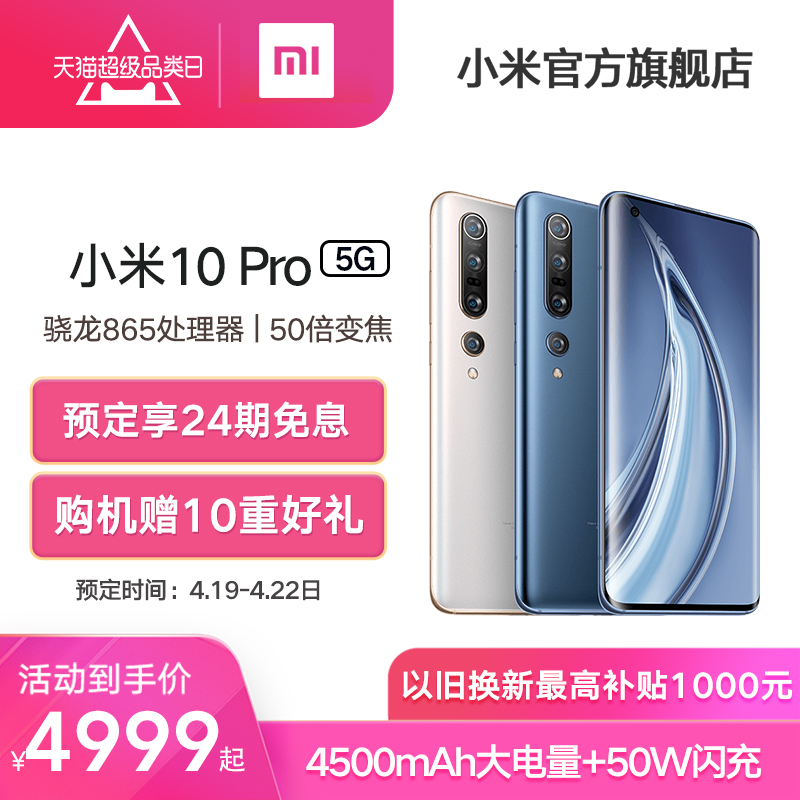 天猫超级品类日
mi
小米官方旗舰店
小米10 Pro 5G
骁龙865处理器 | 50倍变焦
预定享24期免息
购机赠10重好礼
预定时间：4.19-4.22日
活动到手价
¥4999起
以旧换新最高补贴1000元
4500mAh大电量+50W闪充